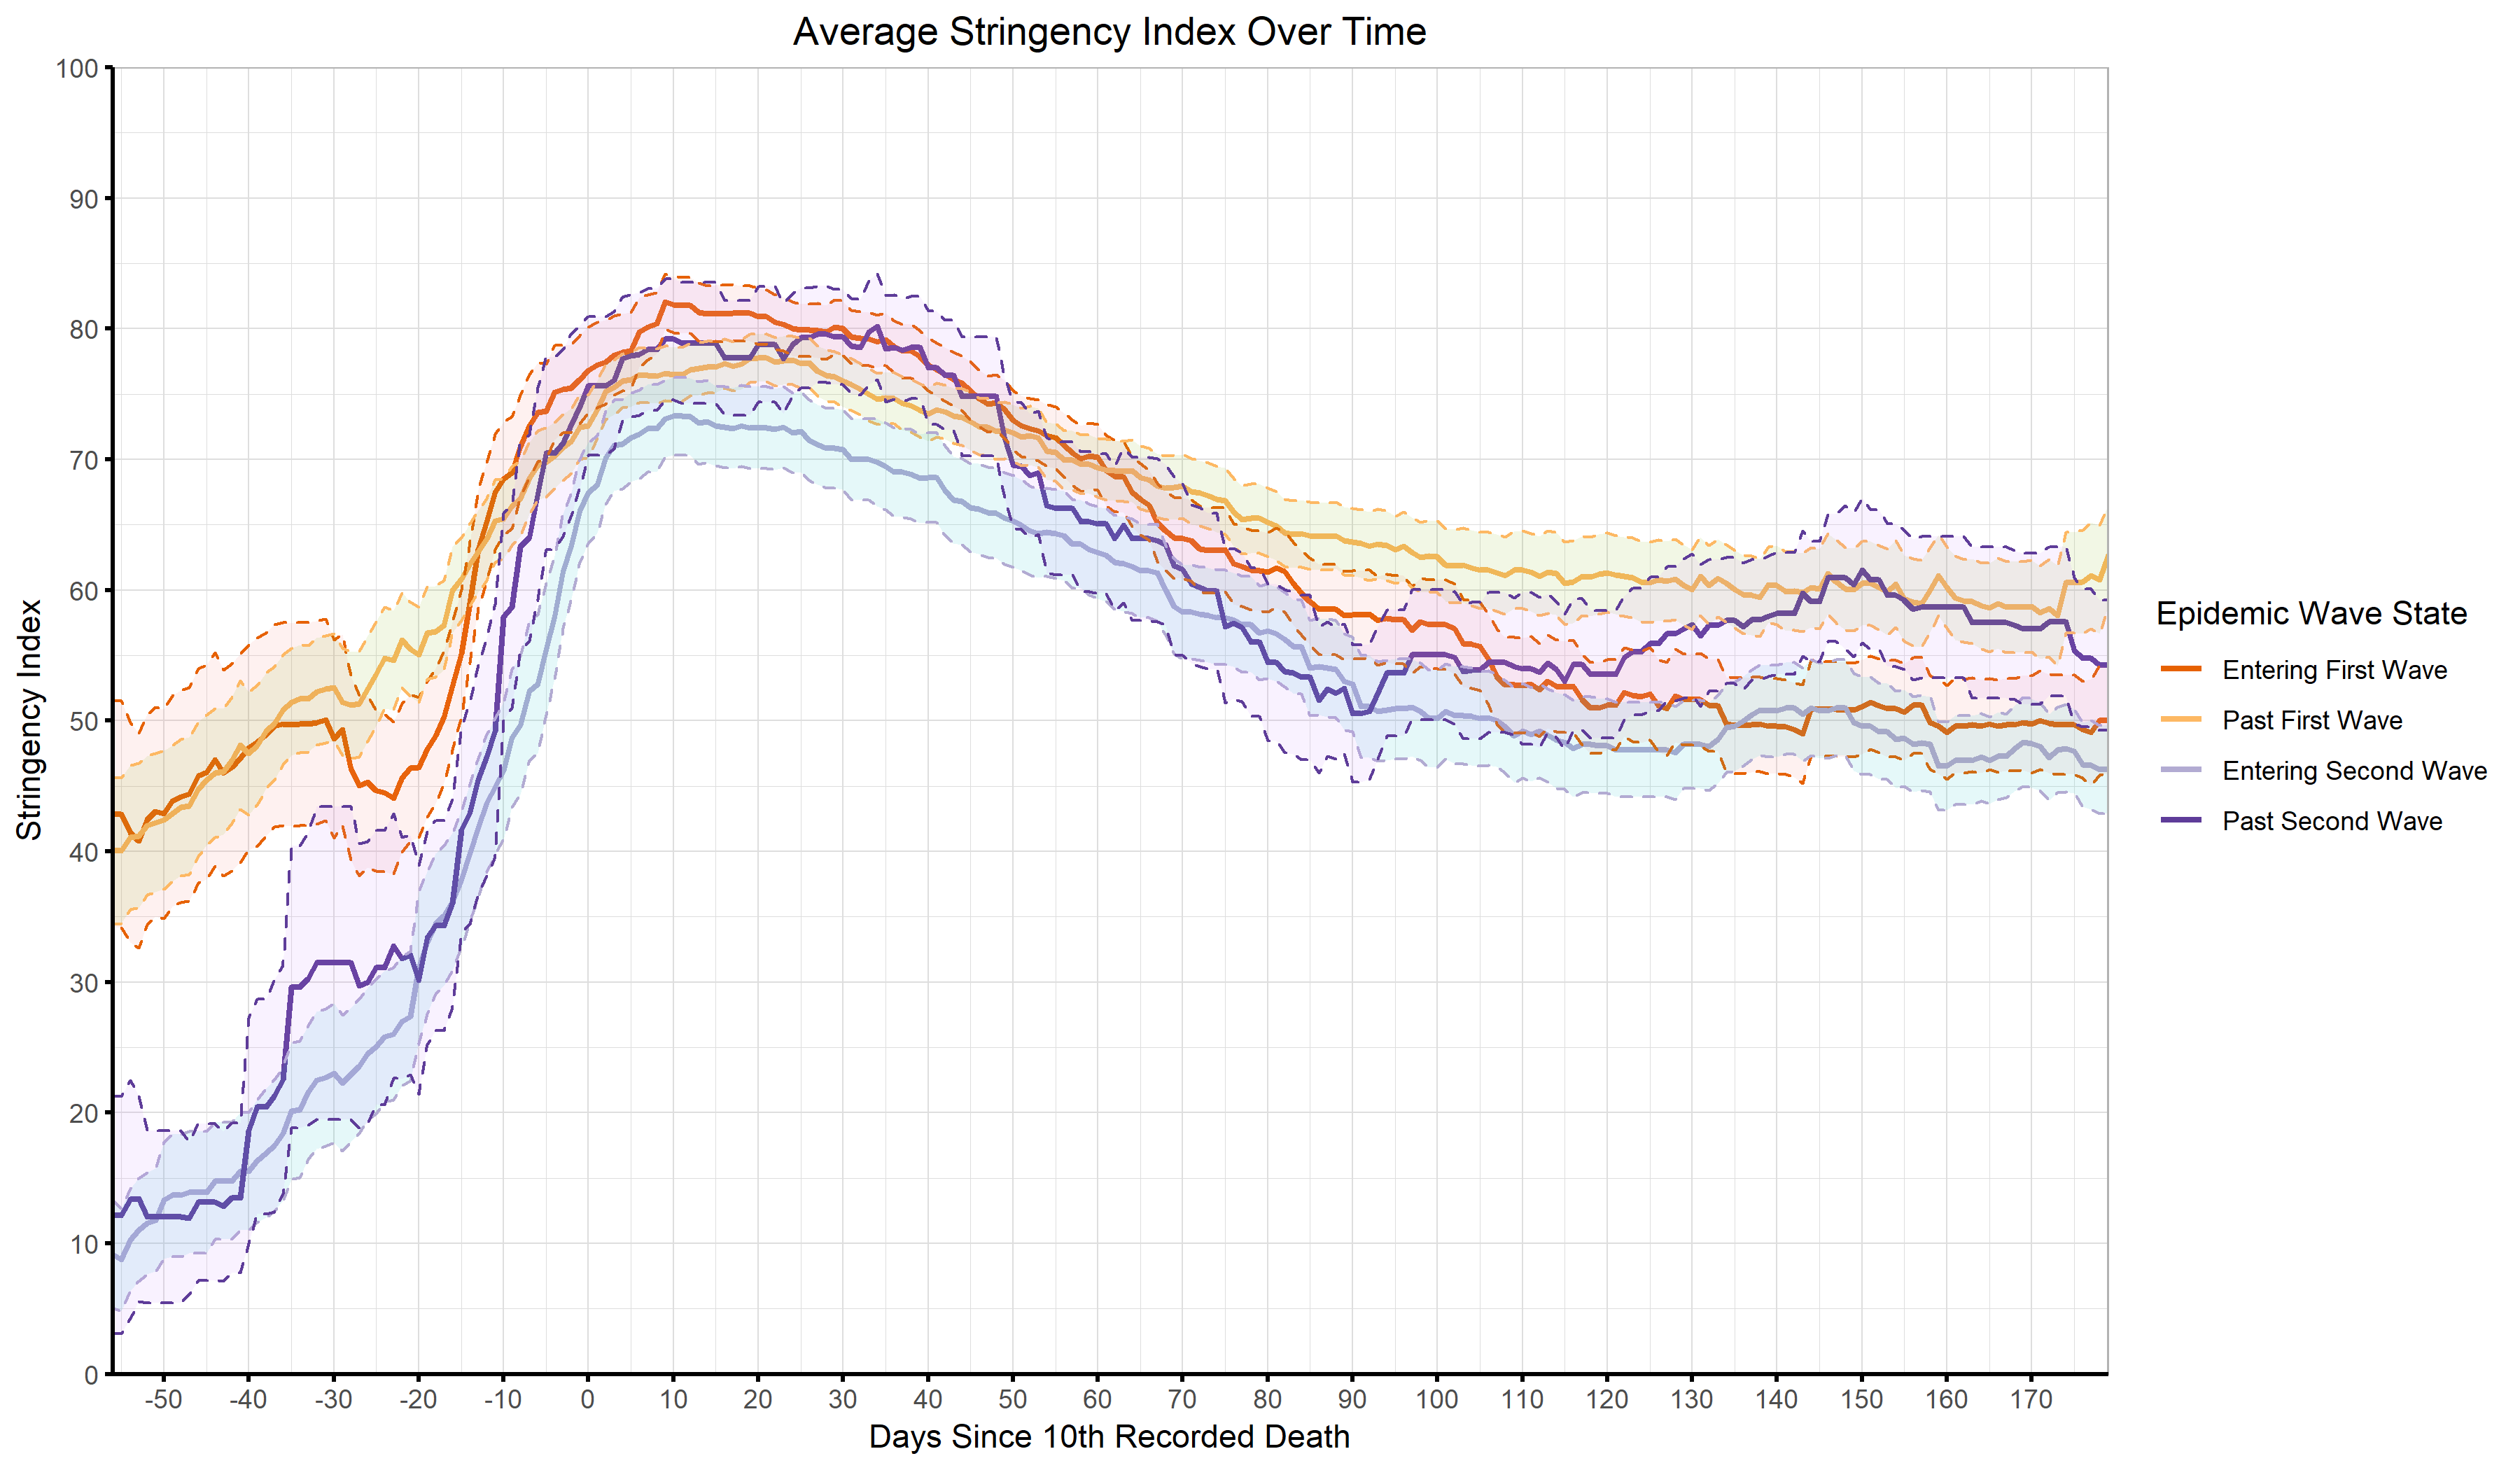 Average Stringency Index Over Time
100
90
80
70
60
50
40
30
20
10
0
Stringency Index
-50 -40 -30 -20 -10 0 10 20 30 40 50 60 70 80 90 100 110 120 130 140 150 160 170
Days Since 10th Recorded Death
Epidemic Wave State
Entering First Wave
Past First Wave
Entering Second Wave
Past Second Wave